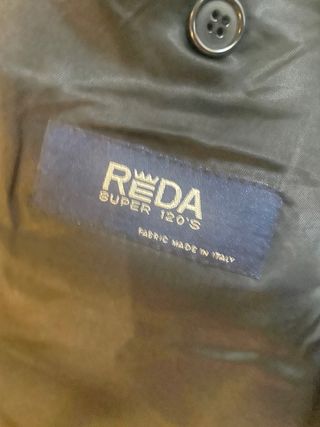 REDA
SUPER 120'S
FABRIC MADE IN ITALY